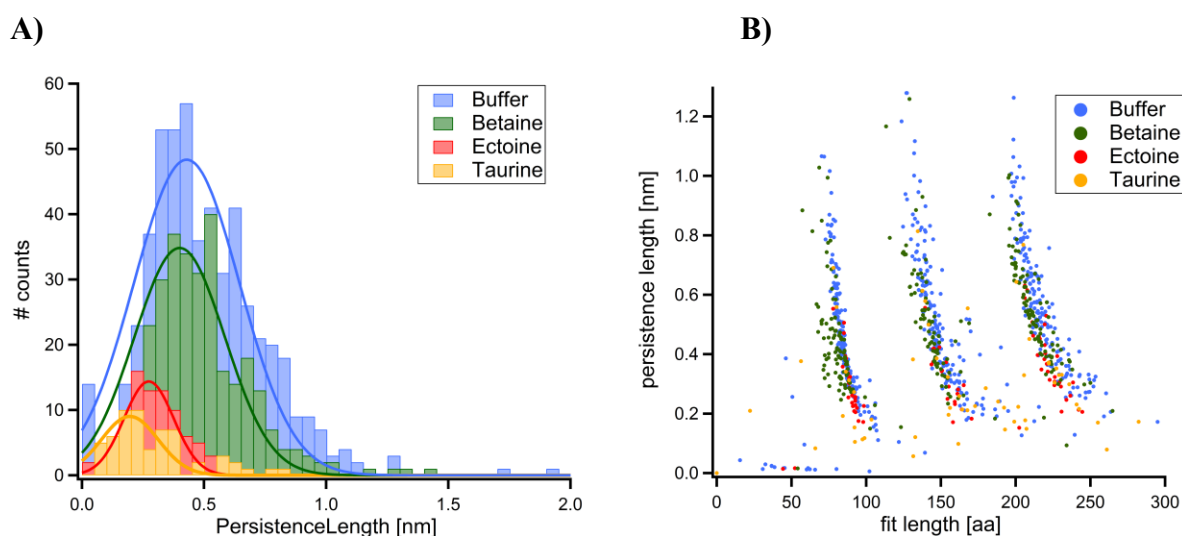 A)
B)
60
50
40
30
20
10
0
# counts
0.0
0.5
1.0
1.5
2.0
PersistenceLength [nm]
Buffer
Betaine
Ectoine
Taurine
1.2
1.0
0.8
0.6
0.4
0.2
0.0
persistence length [nm]
0
50
100
150
200
250
300
fit length [aa]
Buffer
Betaine
Ectoine
Taurine